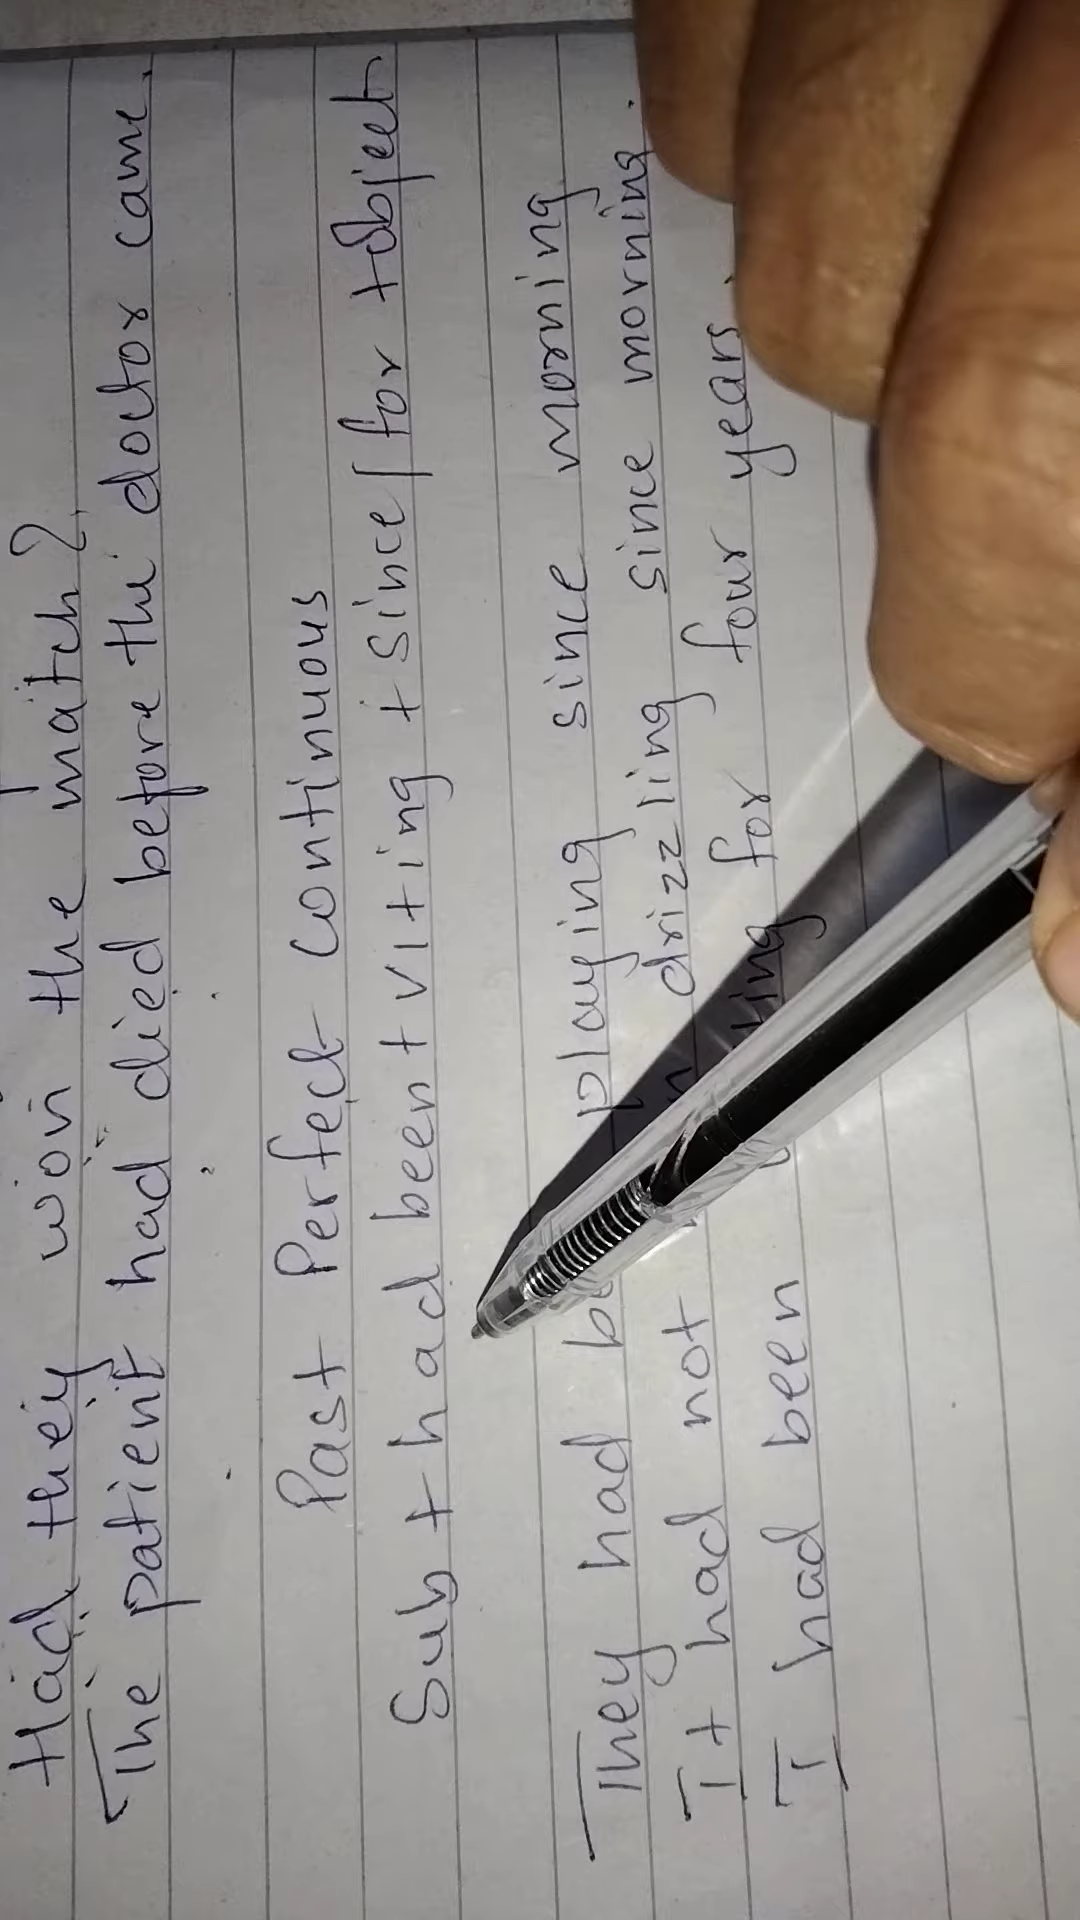 Had they won the match?
The patient had died before the doctor came.
Past Perfect Continuous
Sub + had been + V1 + ing + since/for + object.
They had playing since morning
It had not drizzling since morning.
I had been for four years.